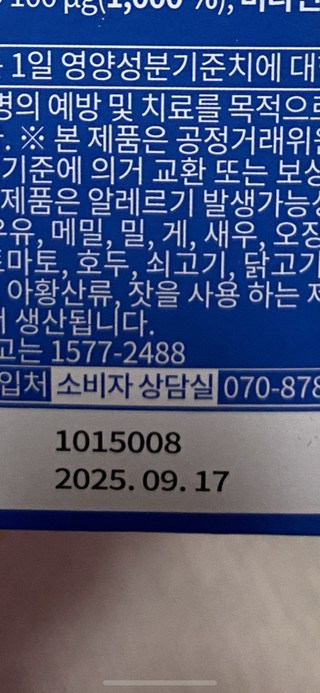 100 µg(1,000 %), 비타민
1일 영양성분기준치에 대
병의 예방 및 치료를 목적으로
. ※ 본 제품은 공정거래위원
기준에 의거 교환 또는 보상
제품은 알레르기 발생가능성
우유, 메밀, 밀, 게, 새우, 오징
토마토, 호두, 쇠고기, 닭고기
아황산류, 잣을 사용 하는 제
생산됩니다.
고는 1577-2488
입처 소비자 상담실 070-878
1015008
2025. 09. 17